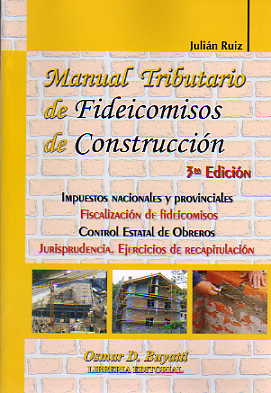 Julián Ruiz
Manual Tributario
de Fideicomisos
de Construcción
3ra Edición
Impuestos nacionales y provinciales
Fiscalización de fideicomisos
Control Estatal de Obreros
Jurisprudencia. Ejercicios de recapitulación
Osmar D. Buyatti
LIBRERIA EDITORIAL